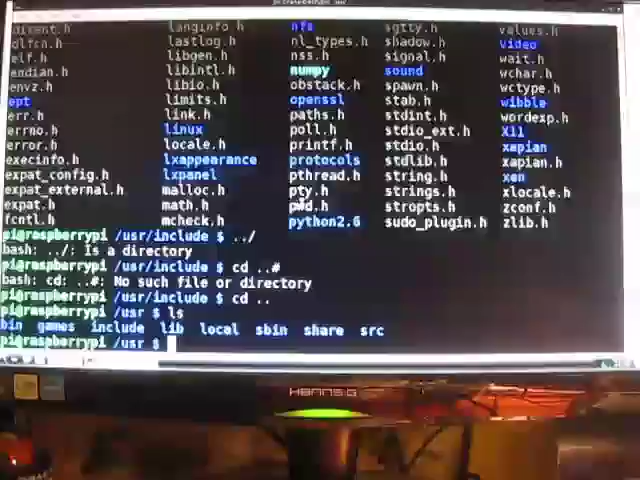 dirent.h langinfo.h nfs sgtty.h values.h
dlfcn.h lastlog.h nl_types.h shadow.h video
elf.h libgen.h nss.h signal.h wait.h
endian.h libintl.h numpy sound wchar.h
envz.h libio.h obstack.h spawn.h wctype.h
ept limits.h openssl stab.h wibble
err.h link.h paths.h stdint.h wordexp.h
errno.h linux poll.h stdio_ext.h X11
error.h locale.h printf.h stdio.h xapian
execinfo.h lxappearance protocols stdlib.h xapian.h
expat_config.h lxpanel pthread.h string.h xen
expat_external.h malloc.h pty.h strings.h xlocale.h
expat.h math.h pwd.h stropts.h zconf.h
fcntl.h mcheck.h python2.6 sudo_plugin.h zlib.h
pi@raspberrypi /usr/include $ ../
bash: ../: Is a directory
pi@raspberrypi /usr/include $ cd ..#
bash: cd: ..#: No such file or directory
pi@raspberrypi /usr/include $ cd ..
pi@raspberrypi /usr $ ls
bin games include lib local sbin share src
pi@raspberrypi /usr $
HANNS.G